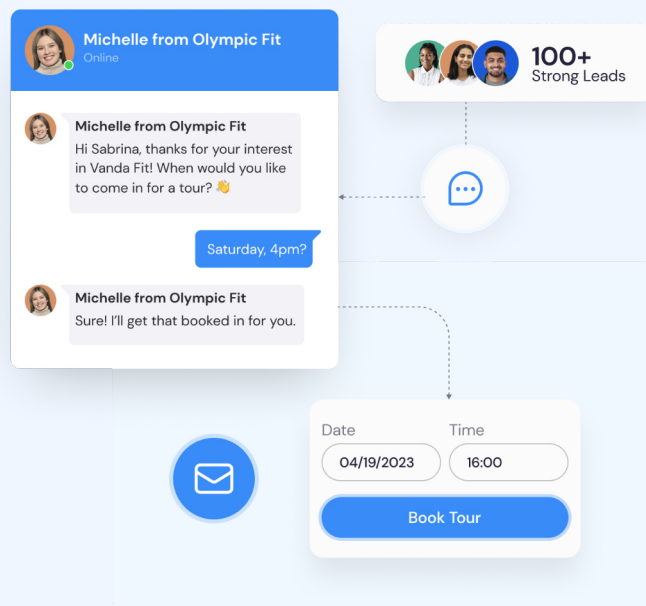 Michelle from Olympic Fit
Online
100+
Strong Leads
Michelle from Olympic Fit
Hi Sabrina, thanks for your interest
in Vanda Fit! When would you like
to come in for a tour? 👋
Saturday, 4pm?
Michelle from Olympic Fit
Sure! I’ll get that booked in for you.
Date
Time
04/19/2023
16:00
Book Tour